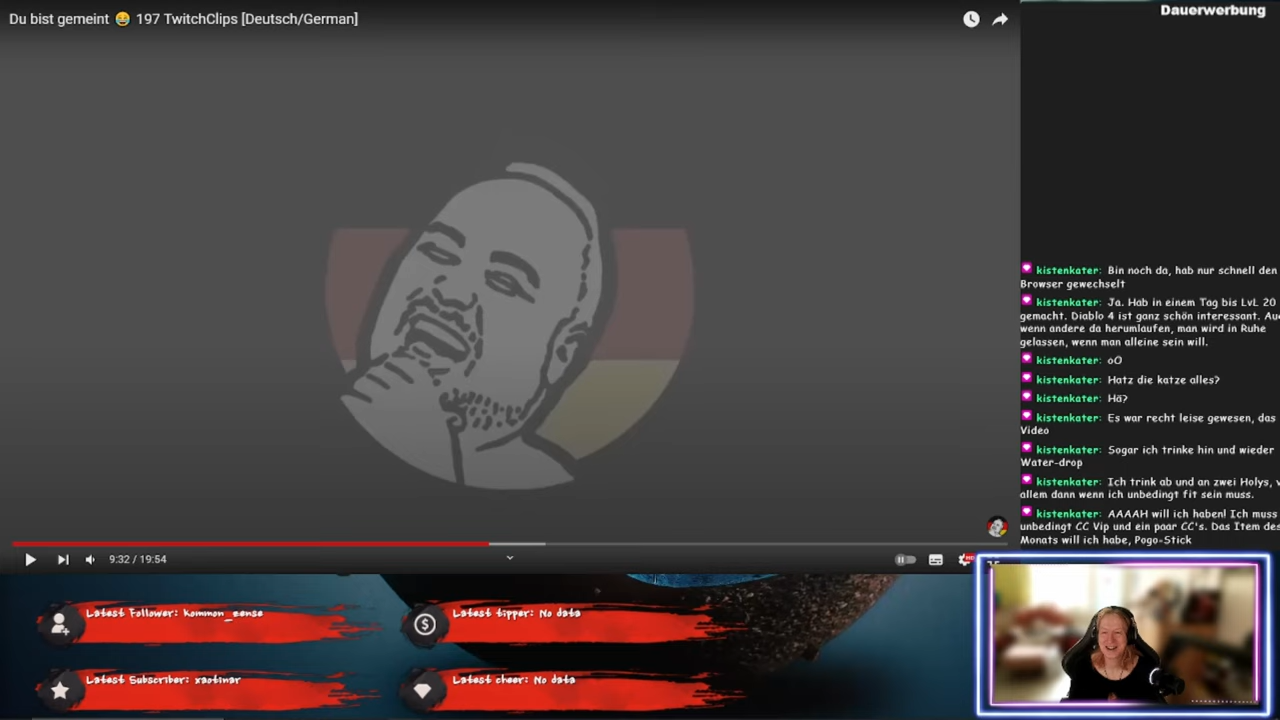 Du bist gemeint 😂 197 TwitchClips [Deutsch/German]
Dauerwerbung
kistenkater: Bin noch da, hab nur schnell den
Browser gewechselt
kistenkater: Ja. Hab in einem Tag bis LvL 20
gemacht. Diablo 4 ist ganz schön interessant. Au
wenn andere da herumlaufen, man wird in Ruhe
gelassen, wenn man alleine sein will.
kistenkater: oO
kistenkater: Hatz die katze alles?
kistenkater: Hä?
kistenkater: Es war recht leise gewesen, das
Video
kistenkater: Sogar ich trinke hin und wieder
Water-drop
kistenkater: Ich trink ab und an zwei Holys, v
allem dann wenn ich unbedingt fit sein muss.
kistenkater: AAAAH will ich haben! Ich muss
unbedingt CC Vip und ein paar CC's. Das Item des
Monats will ich habe, Pogo-Stick
9:32 / 19:54
Latest Follower: Kommon_sense
Latest tipper: No data
Latest Subscriber: xaotinar
Latest cheer: No data